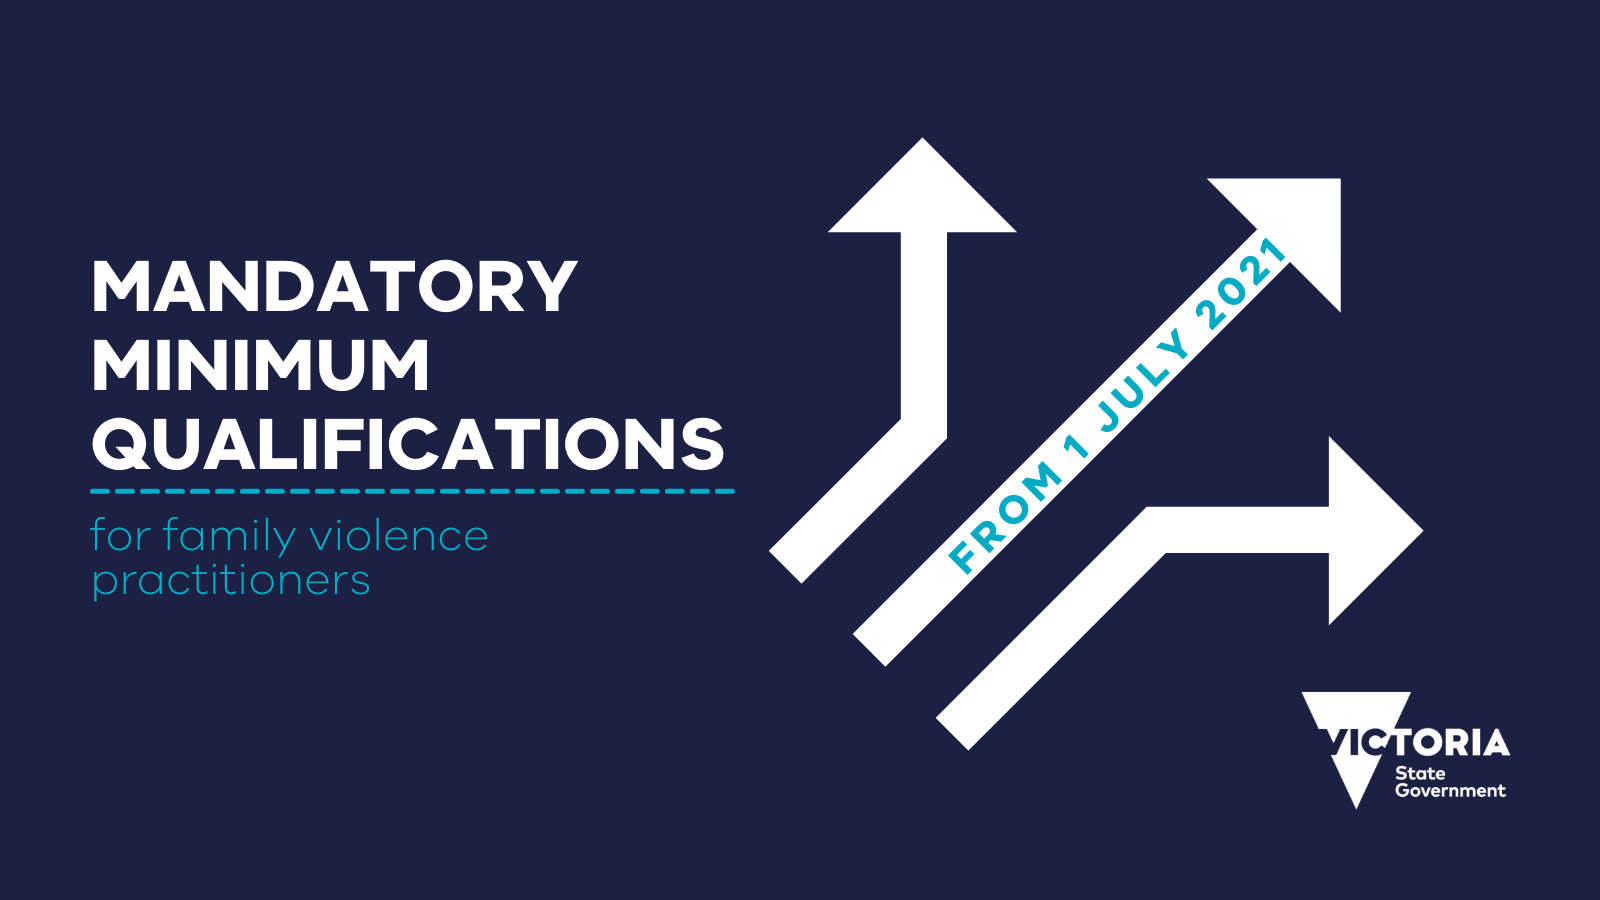 MANDATORY
MINIMUM
QUALIFICATIONS
for family violence
practitioners
FROM 1 JULY 2021
VICTORIA
State
Government